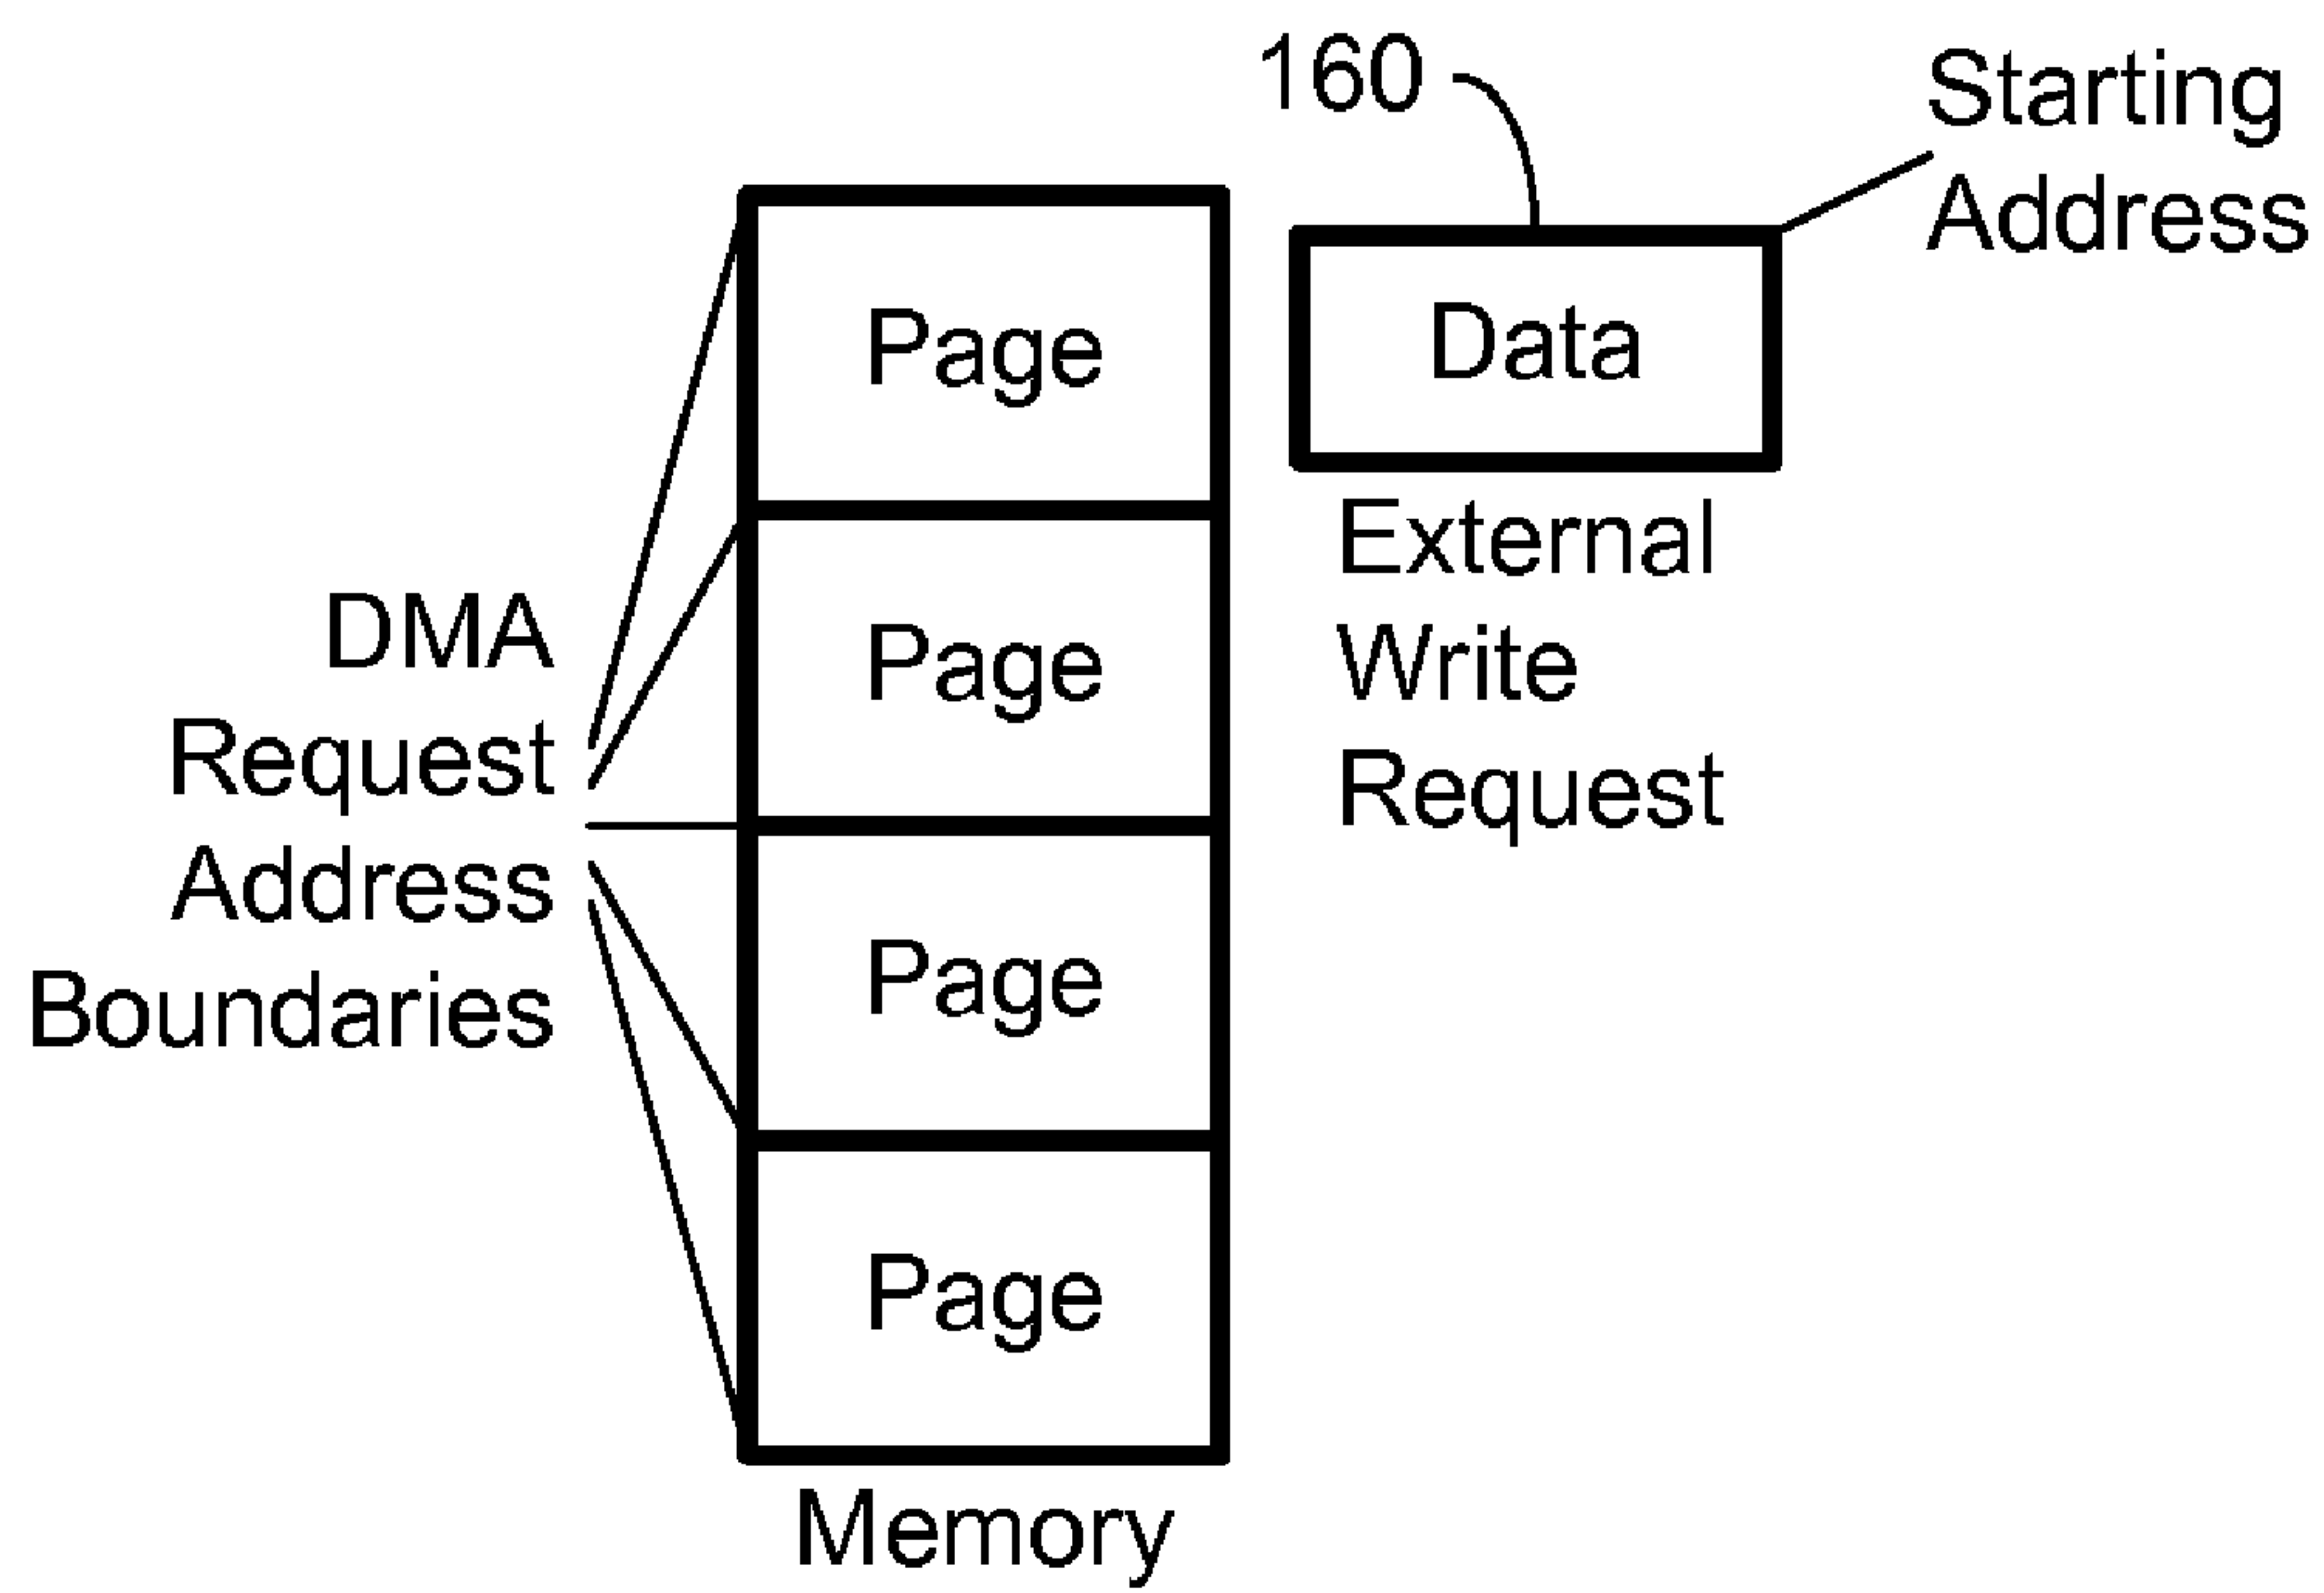 160
Starting
Address
Page
Data
External
Write
Request
DMA
Request
Address
Boundaries
Page
Page
Page
Memory